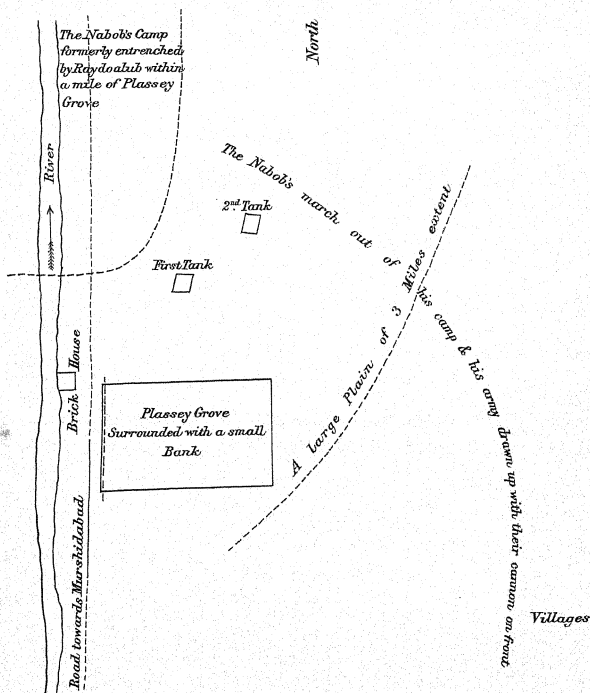 The Nabob's Camp
formerly entrenched
by Raydoolub within
a mile of Plassey
Grove
North
River
The Nabob's march out of his camp & his army drawn up with their cannon on front
2nd. Tank
First Tank
A large Plain of 3 Miles extent
Brick House
Plassey Grove
Surrounded with a small
Bank
Road towards Murshidabad
Villages